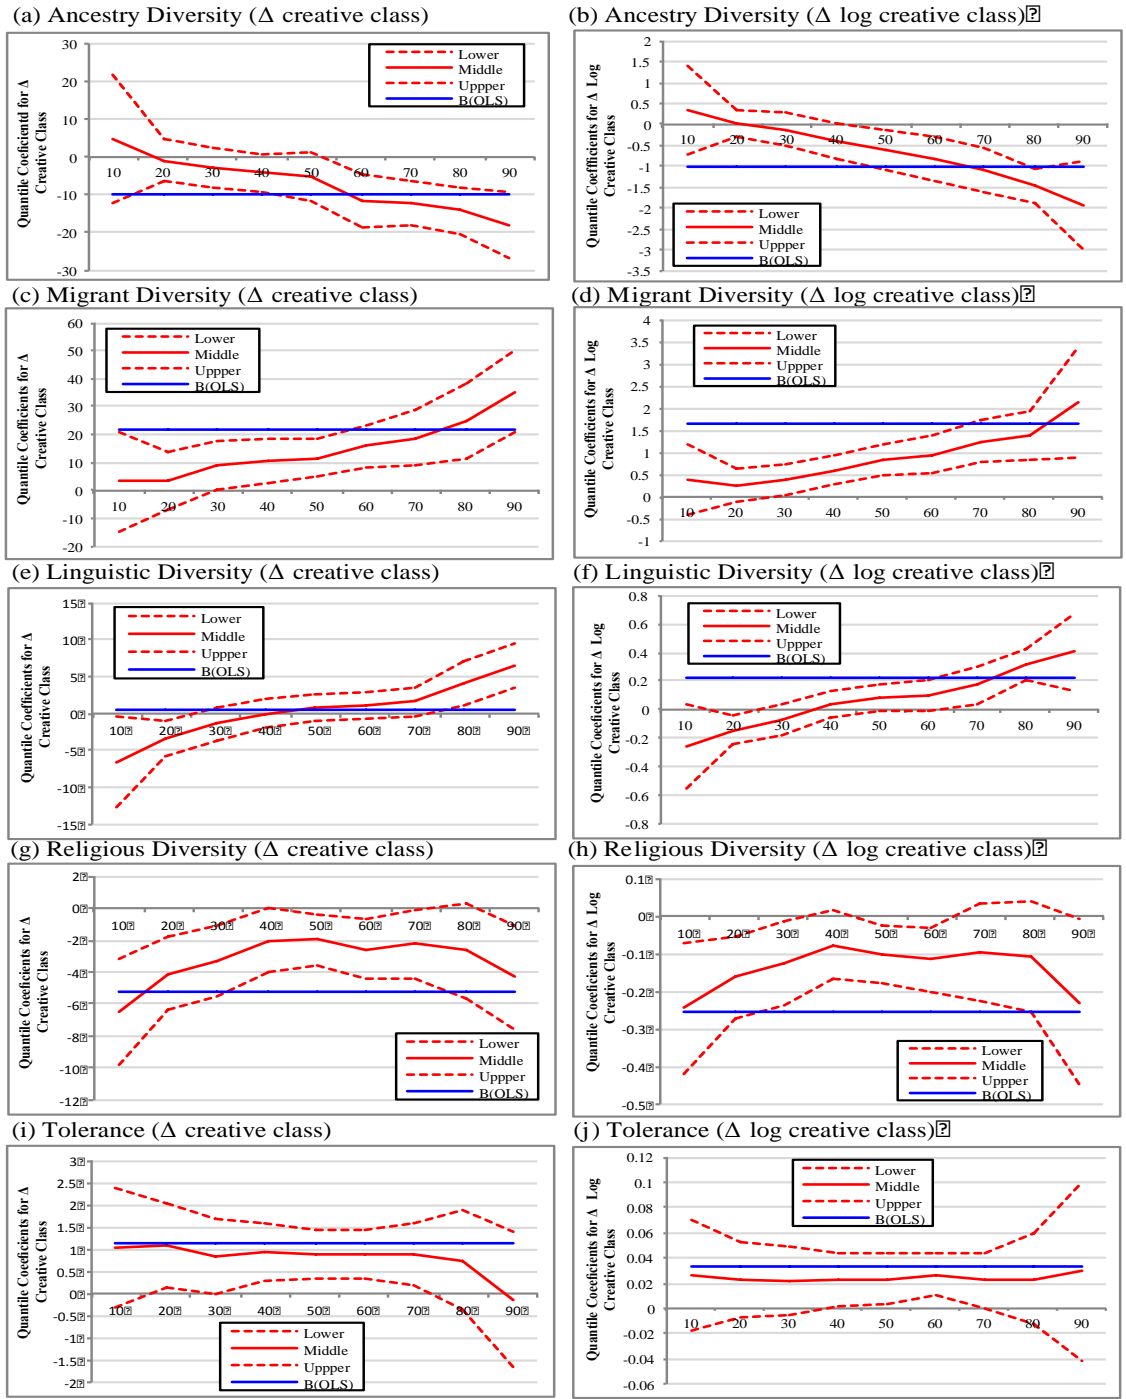 (a) Ancestry Diversity (Δ creative class)
Quantile Coeficientd for Δ
Creative Class
30
20
10
0
-10
-20
-30
10 20 30 40 50 60 70 80 90
Lower
Middle
Uppper
B(OLS)
(b) Ancestry Diversity (Δ log creative class)⍰
Quantile Coefficients for Δ Log
Creative Class
2
1.5
1
0.5
0
-0.5
-1
-1.5
-2
-2.5
-3
-3.5
10 20 30 40 50 60 70 80 90
Lower
Middle
Uppper
B(OLS)
(c) Migrant Diversity (Δ creative class)
Quantile Coeeficients for Δ
Creative Class
60
50
40
30
20
10
0
-10
-20
10 20 30 40 50 60 70 80 90
Lower
Middle
Uppper
B(OLS)
(d) Migrant Diversity (Δ log creative class)⍰
Quantile Coeeficients for Δ Log
Creative Class
4
3.5
3
2.5
2
1.5
1
0.5
0
-0.5
-1
10 20 30 40 50 60 70 80 90
Lower
Middle
Uppper
B(OLS)
(e) Linguistic Diversity (Δ creative class)
Quantile Coeeficients for Δ
Creative Class
15⍰
10⍰
5⍰
0⍰
-5⍰
-10⍰
-15⍰
10⍰ 20⍰ 30⍰ 40⍰ 50⍰ 60⍰ 70⍰ 80⍰ 90⍰
Lower
Middle
Uppper
B(OLS)
(f) Linguistic Diversity (Δ log creative class)⍰
Quantile Coeeficients for Δ Log
Creative Class
0.8
0.6
0.4
0.2
0
-0.2
-0.4
-0.6
-0.8
10 20 30 40 50 60 70 80 90
Lower
Middle
Uppper
B(OLS)
(g) Religious Diversity (Δ creative class)
Quantile Coeeficients for Δ
Creative Class
2⍰
0⍰
-2⍰
-4⍰
-6⍰
-8⍰
-10⍰
-12⍰
10⍰ 20⍰ 30⍰ 40⍰ 50⍰ 60⍰ 70⍰ 80⍰ 90⍰
Lower
Middle
Uppper
B(OLS)
(h) Religious Diversity (Δ log creative class)⍰
Quantile Coeeficients for Δ Log
Creative Class
0.1⍰
0⍰
-0.1⍰
-0.2⍰
-0.3⍰
-0.4⍰
-0.5⍰
10⍰ 20⍰ 30⍰ 40⍰ 50⍰ 60⍰ 70⍰ 80⍰ 90⍰
Lower
Middle
Uppper
B(OLS)
(i) Tolerance (Δ creative class)
Quantile Coeeficients for Δ
Creative Class
3⍰
2.5⍰
2⍰
1.5⍰
1⍰
0.5⍰
0⍰
-0.5⍰
-1⍰
-1.5⍰
-2⍰
10⍰ 20⍰ 30⍰ 40⍰ 50⍰ 60⍰ 70⍰ 80⍰ 90⍰
Lower
Middle
Uppper
B(OLS)
(j) Tolerance (Δ log creative class)⍰
Quantile Coeeficients for Δ Log
Creative Class
0.12
0.1
0.08
0.06
0.04
0.02
0
-0.02
-0.04
-0.06
10 20 30 40 50 60 70 80 90
Lower
Middle
Uppper
B(OLS)